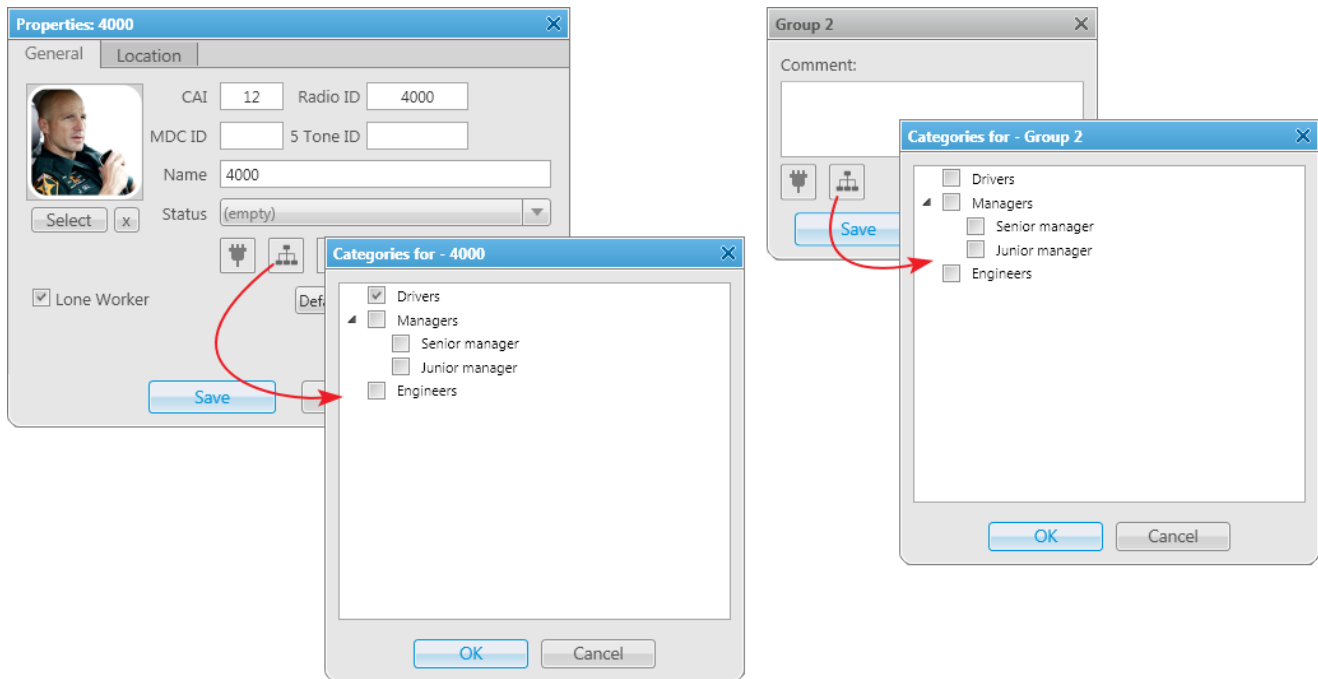 Properties: 4000
General
Location
CAI 12 Radio ID 4000
MDC ID 5 Tone ID
Name 4000
Select x Status (empty)
Lone Worker
Defa
Save
Categories for - 4000
Drivers
Managers
Senior manager
Junior manager
Engineers
OK Cancel
Group 2
Comment:
Save
Categories for - Group 2
Drivers
Managers
Senior manager
Junior manager
Engineers
OK Cancel